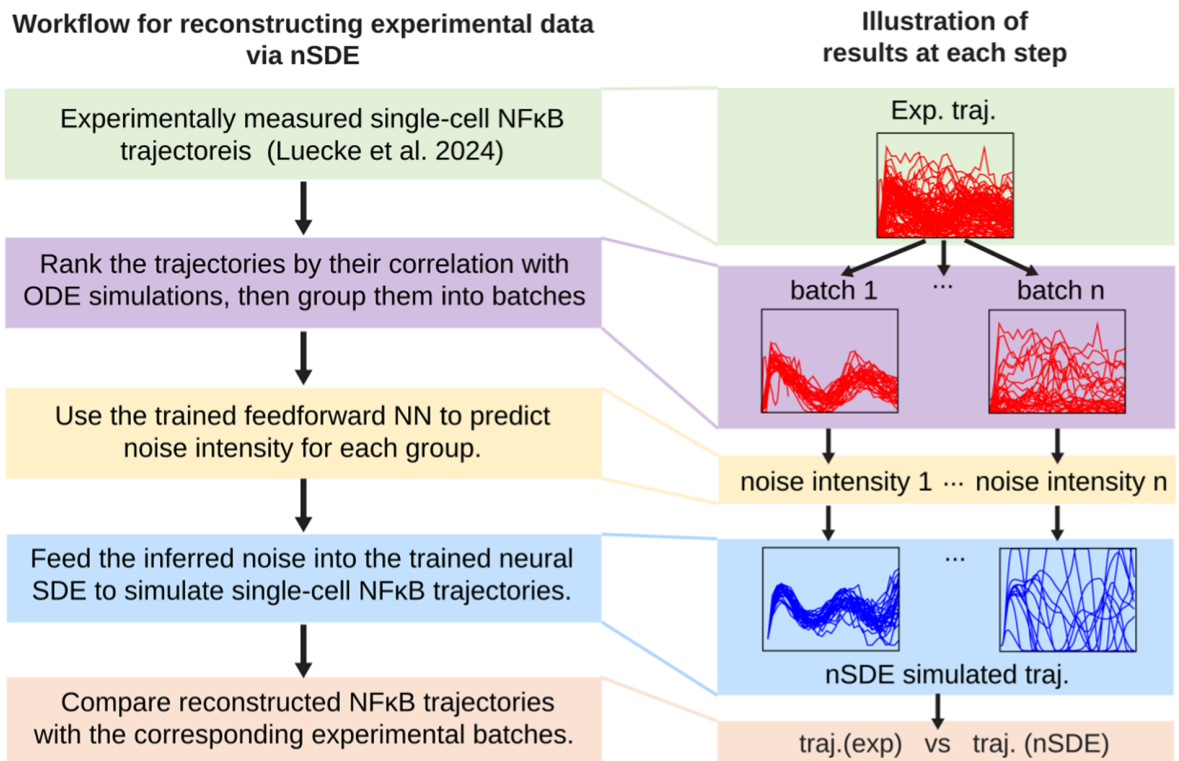 Workflow for reconstructing experimental data
via nSDE
Experimentally measured single-cell NFκB
trajectoreis (Luecke et al. 2024)
Rank the trajectories by their correlation with
ODE simulations, then group them into batches
Use the trained feedforward NN to predict
noise intensity for each group.
Feed the inferred noise into the trained neural
SDE to simulate single-cell NFκB trajectories.
Compare reconstructed NFκB trajectories
with the corresponding experimental batches.
Illustration of
results at each step
Exp. traj.
batch 1 ... batch n
noise intensity 1 ... noise intensity n
...
nSDE simulated traj.
traj.(exp) vs traj. (nSDE)